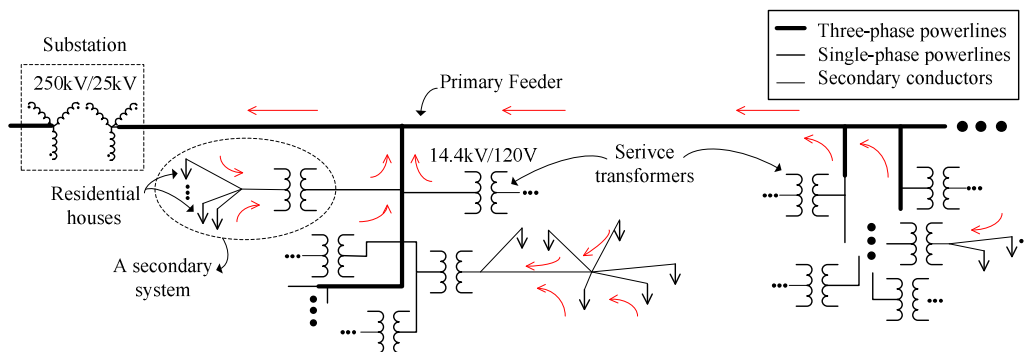 Substation
250kV/25kV
Primary Feeder
Three-phase powerlines
Single-phase powerlines
Secondary conductors
14.4kV/120V
Serivce
transformers
Residential
houses
A secondary
system